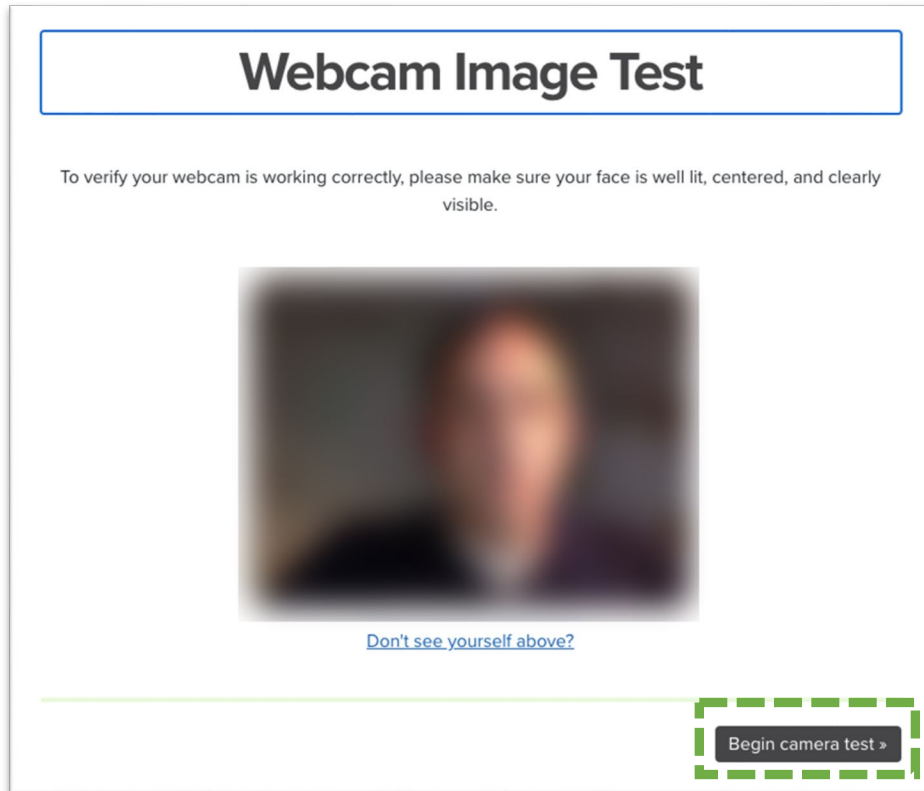 Webcam Image Test
To verify your webcam is working correctly, please make sure your face is well lit, centered, and clearly
visible.
Don't see yourself above?
Begin camera test »